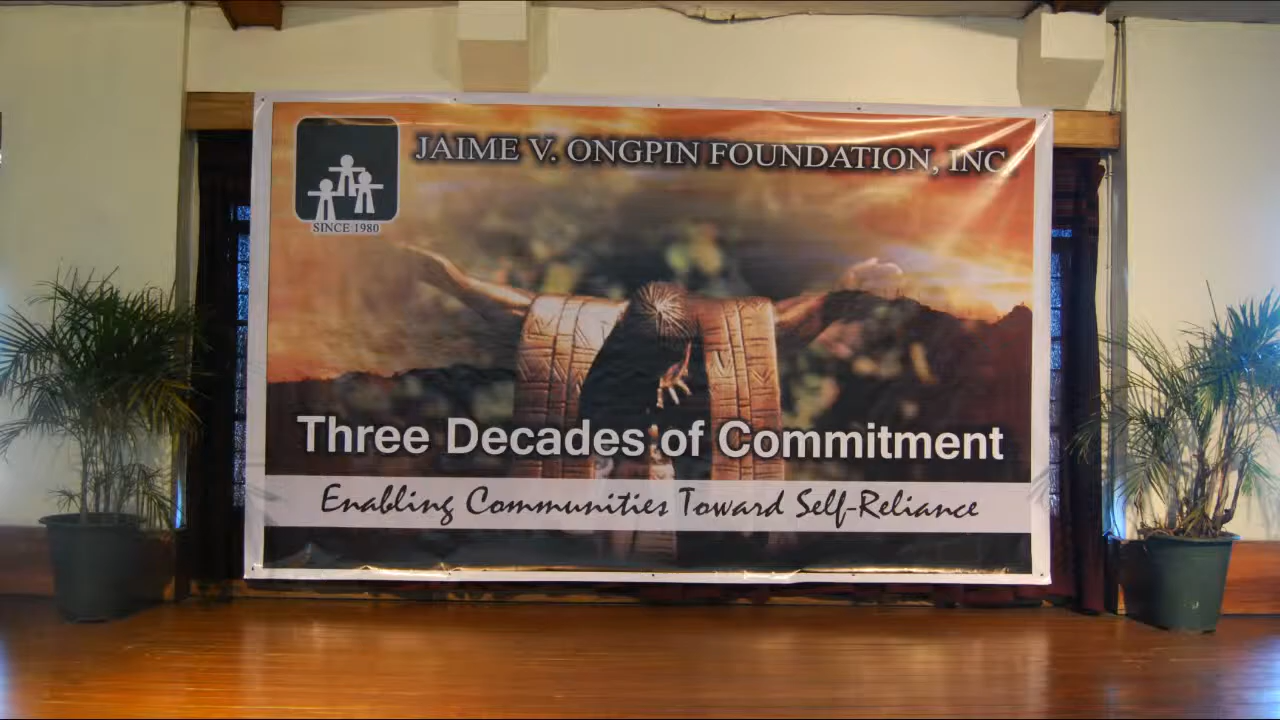 JAIME V. ONGPIN FOUNDATION, INC.
SINCE 1980
Three Decades of Commitment
Enabling Communities Toward Self-Reliance